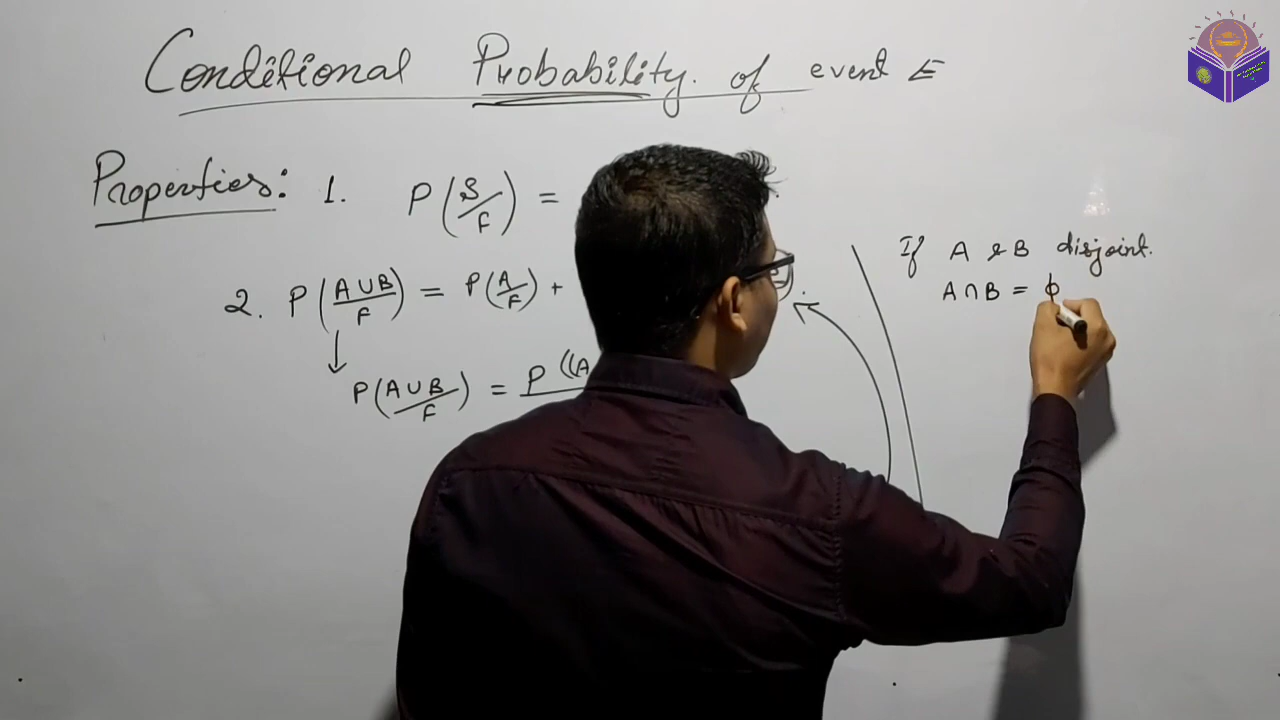 Conditional Probability. of event E
Properties: 1. P(S/F) =
2. P(A∪B/F) = P(A/F) +
P(A∪B/F) = P((A
If A & B disjoint.
A∩B = ϕ